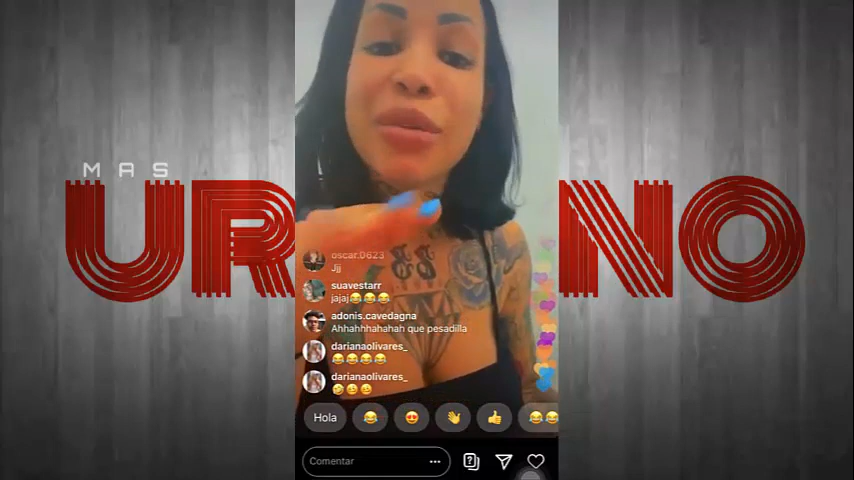 MAS
UR NO
oscar.0623
Jjj
suavestarr
jajaj😂😂😂
adonis.cavedagna
Ahhahhhahahah que pesadilla
darianaolivares_
😂😂😂😂
darianaolivares_
Hola
Comentar